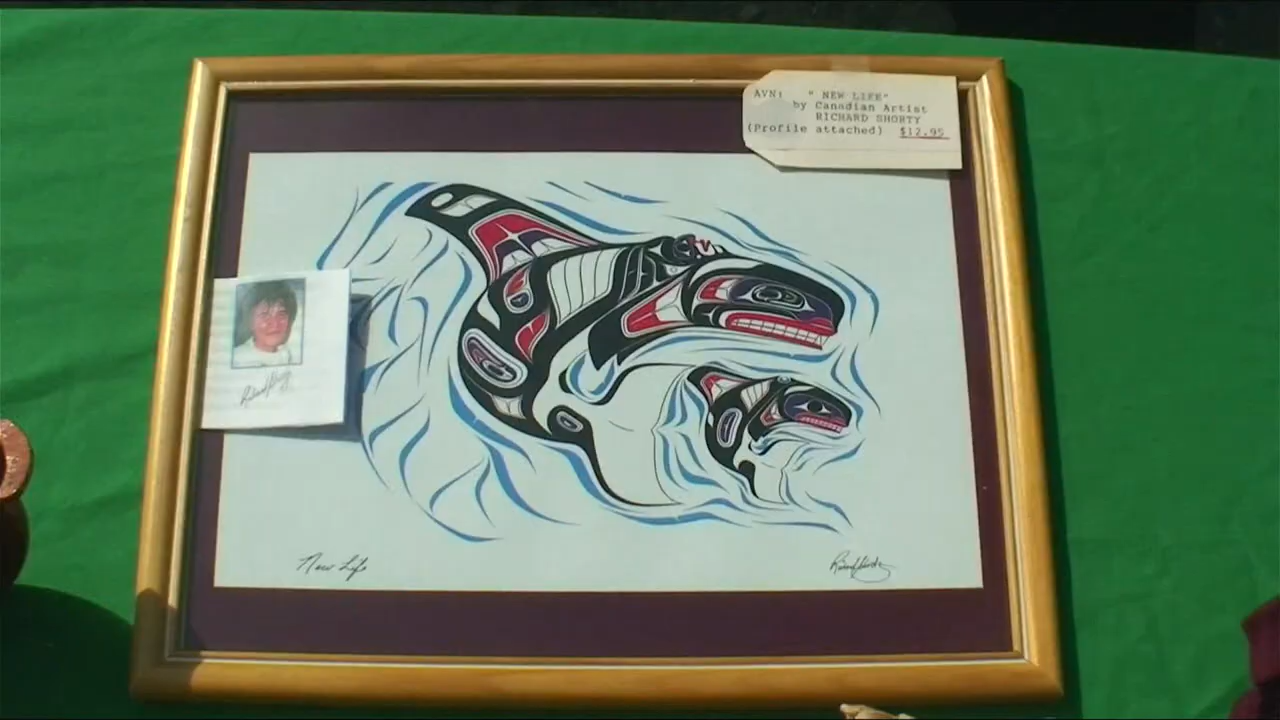 AVN: " NEW LIFE"
by Canadian Artist
RICHARD SHORTY
(Profile attached) $12.95
New Life